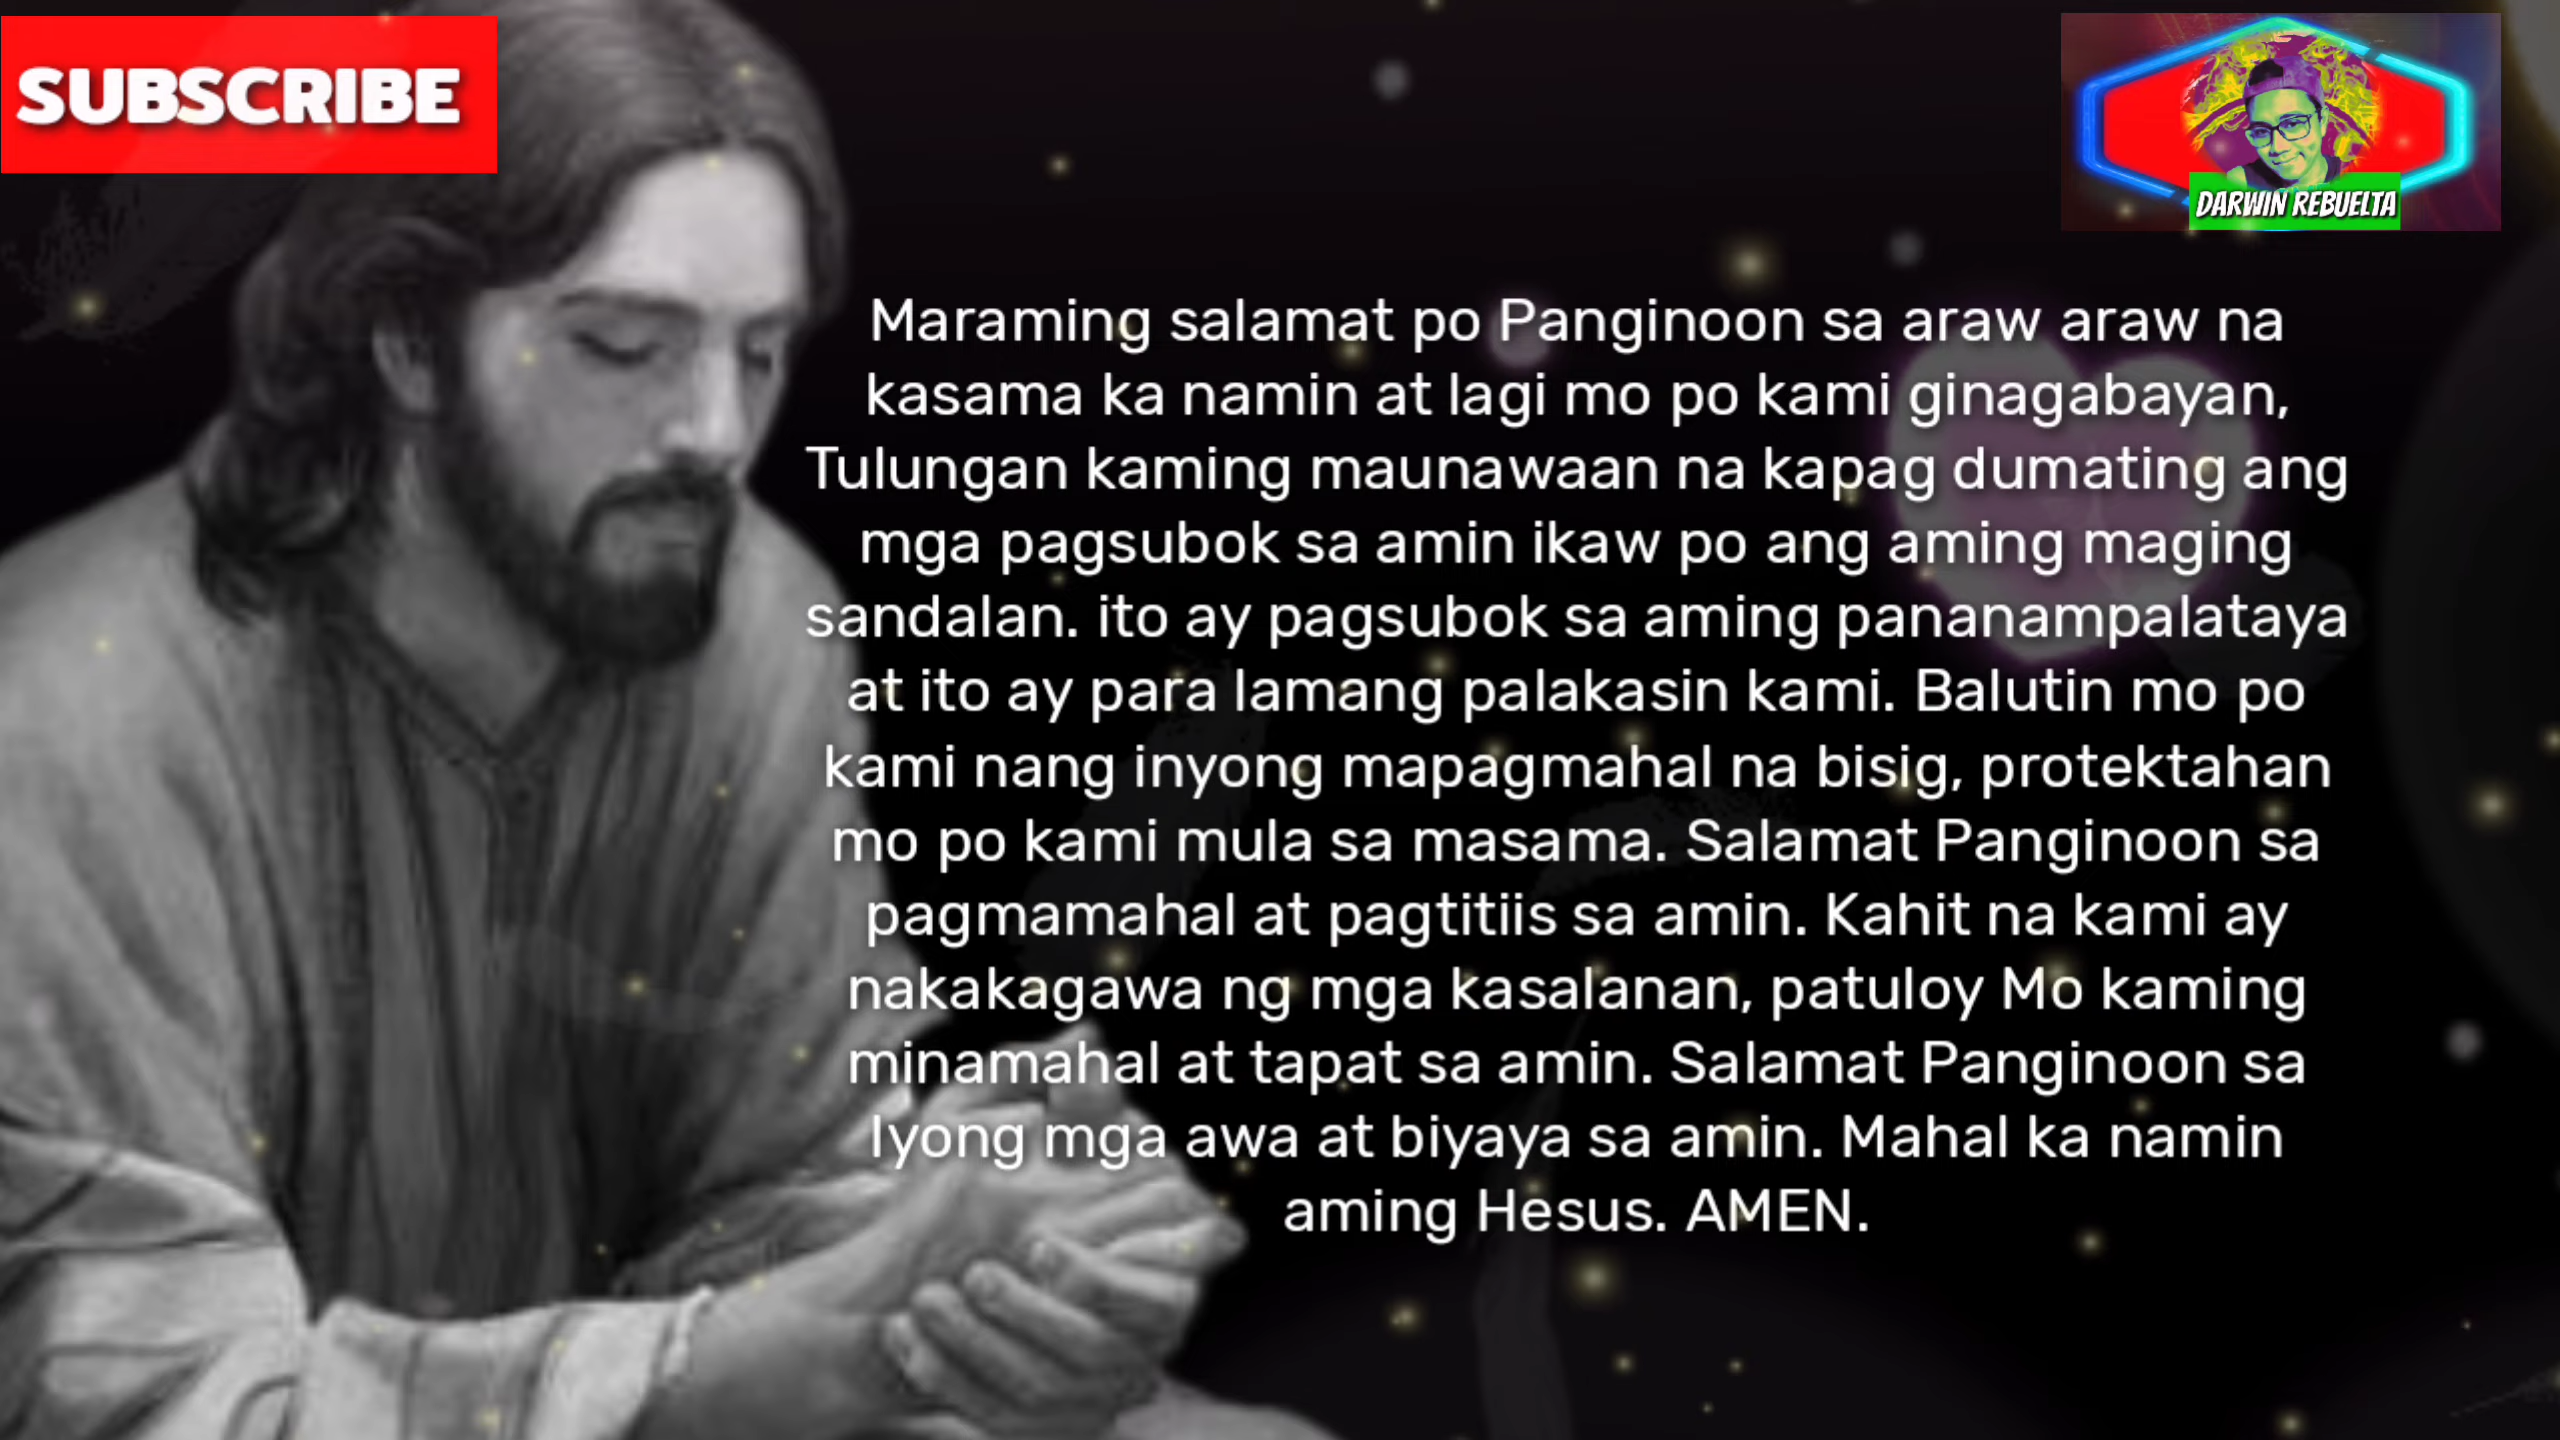 SUBSCRIBE
DARWIN REBUELTA
Maraming salamat po Panginoon sa araw araw na
kasama ka namin at lagi mo po kami ginagabayan,
Tulungan kaming maunawaan na kapag dumating ang
mga pagsubok sa amin ikaw po ang aming maging
sandalan. ito ay pagsubok sa aming pananampalataya
at ito ay para lamang palakasin kami. Balutin mo po
kami nang inyong mapagmahal na bisig, protektahan
mo po kami mula sa masama. Salamat Panginoon sa
pagmamahal at pagtitiis sa amin. Kahit na kami ay
nakakagawa ng mga kasalanan, patuloy Mo kaming
minamahal at tapat sa amin. Salamat Panginoon sa
Iyong mga awa at biyaya sa amin. Mahal ka namin
aming Hesus. AMEN.